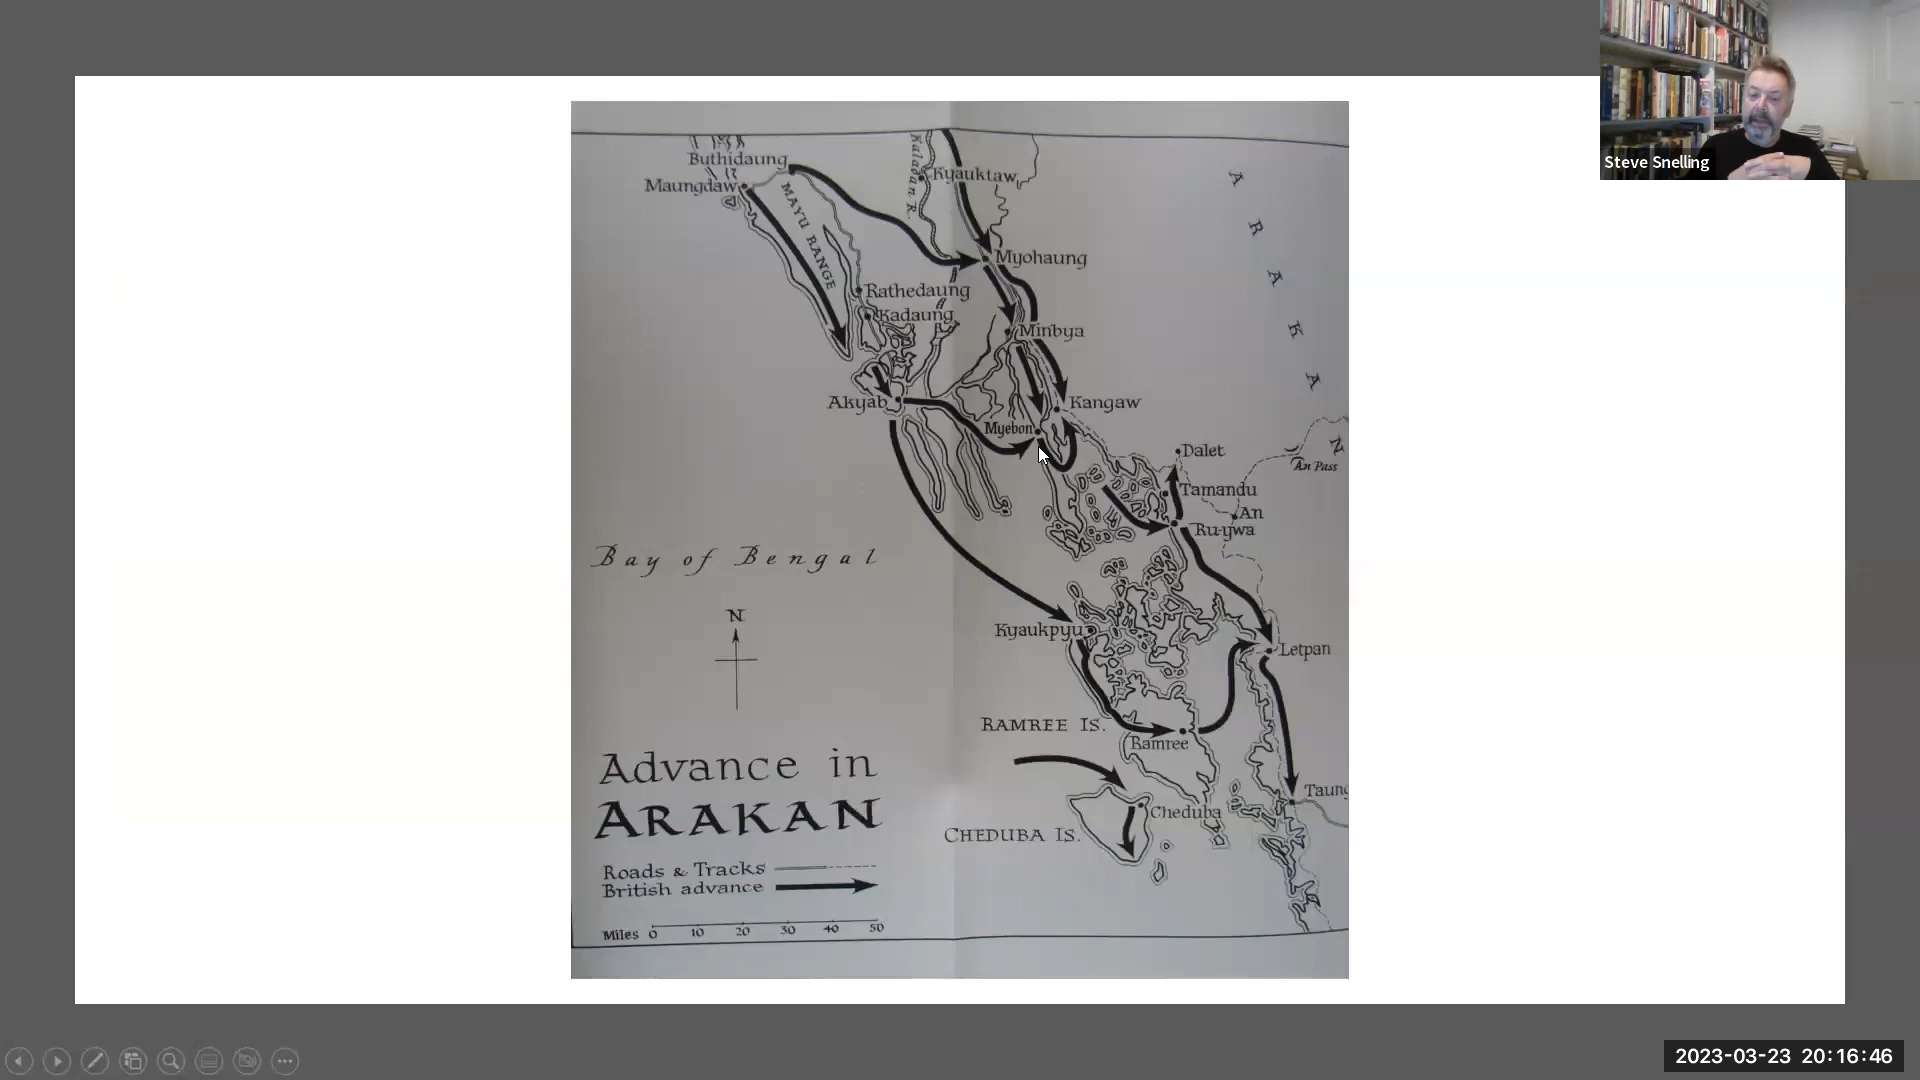 Steve Snelling
Buthidaung
Maungdaw
MAYU RANGE
Kaladan R.
Kyauktaw
ARAKAN
Myohaung
Rathedaung
Kadaung
Minbya
Akyab
Kangaw
Myebon
Dalet
An Pass
Tamandu
An
Ru-ywa
Bay of Bengal
N
Kyaukpyu
Letpan
RAMREE IS.
Ramree
Taung
Cheduba
CHEDUBA IS.
Advance in
ARAKAN
Roads & Tracks
British advance
Miles 0 10 20 30 40 50
2023-03-23 20:16:46